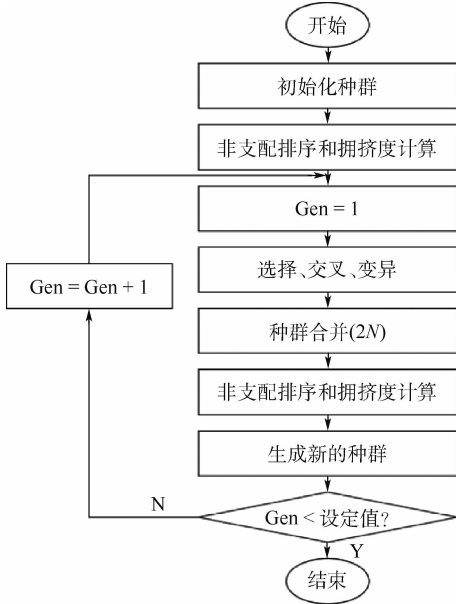 开始
初始化种群
非支配排序和拥挤度计算
Gen = 1
选择、交叉、变异
Gen = Gen + 1
种群合并(2N)
非支配排序和拥挤度计算
生成新的种群
N
Gen < 设定值?
Y
结束